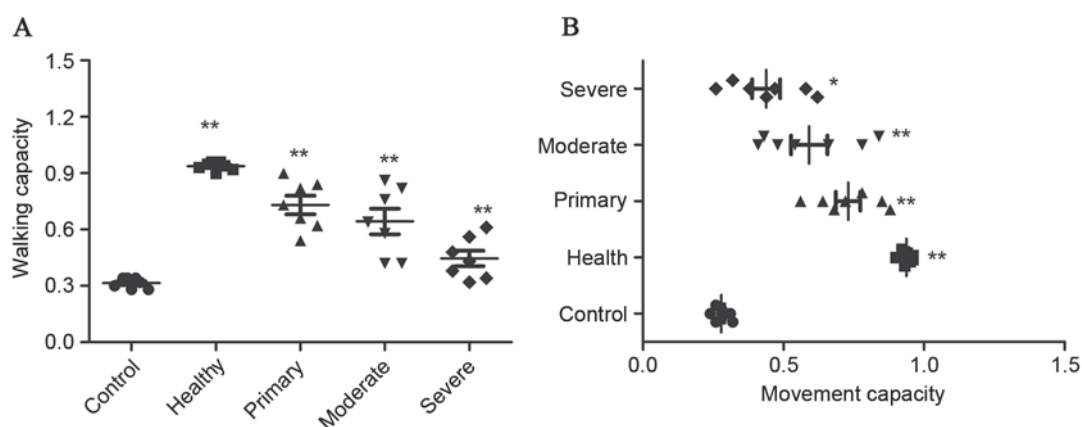 A
Walking capacity
1.5
1.2
0.9
0.6
0.3
0.0
**
**
**
**
Control
Healthy
Primary
Moderate
Severe
B
Severe
Moderate
Primary
Health
Control
*
**
**
**
0.0
0.5
1.0
1.5
Movement capacity